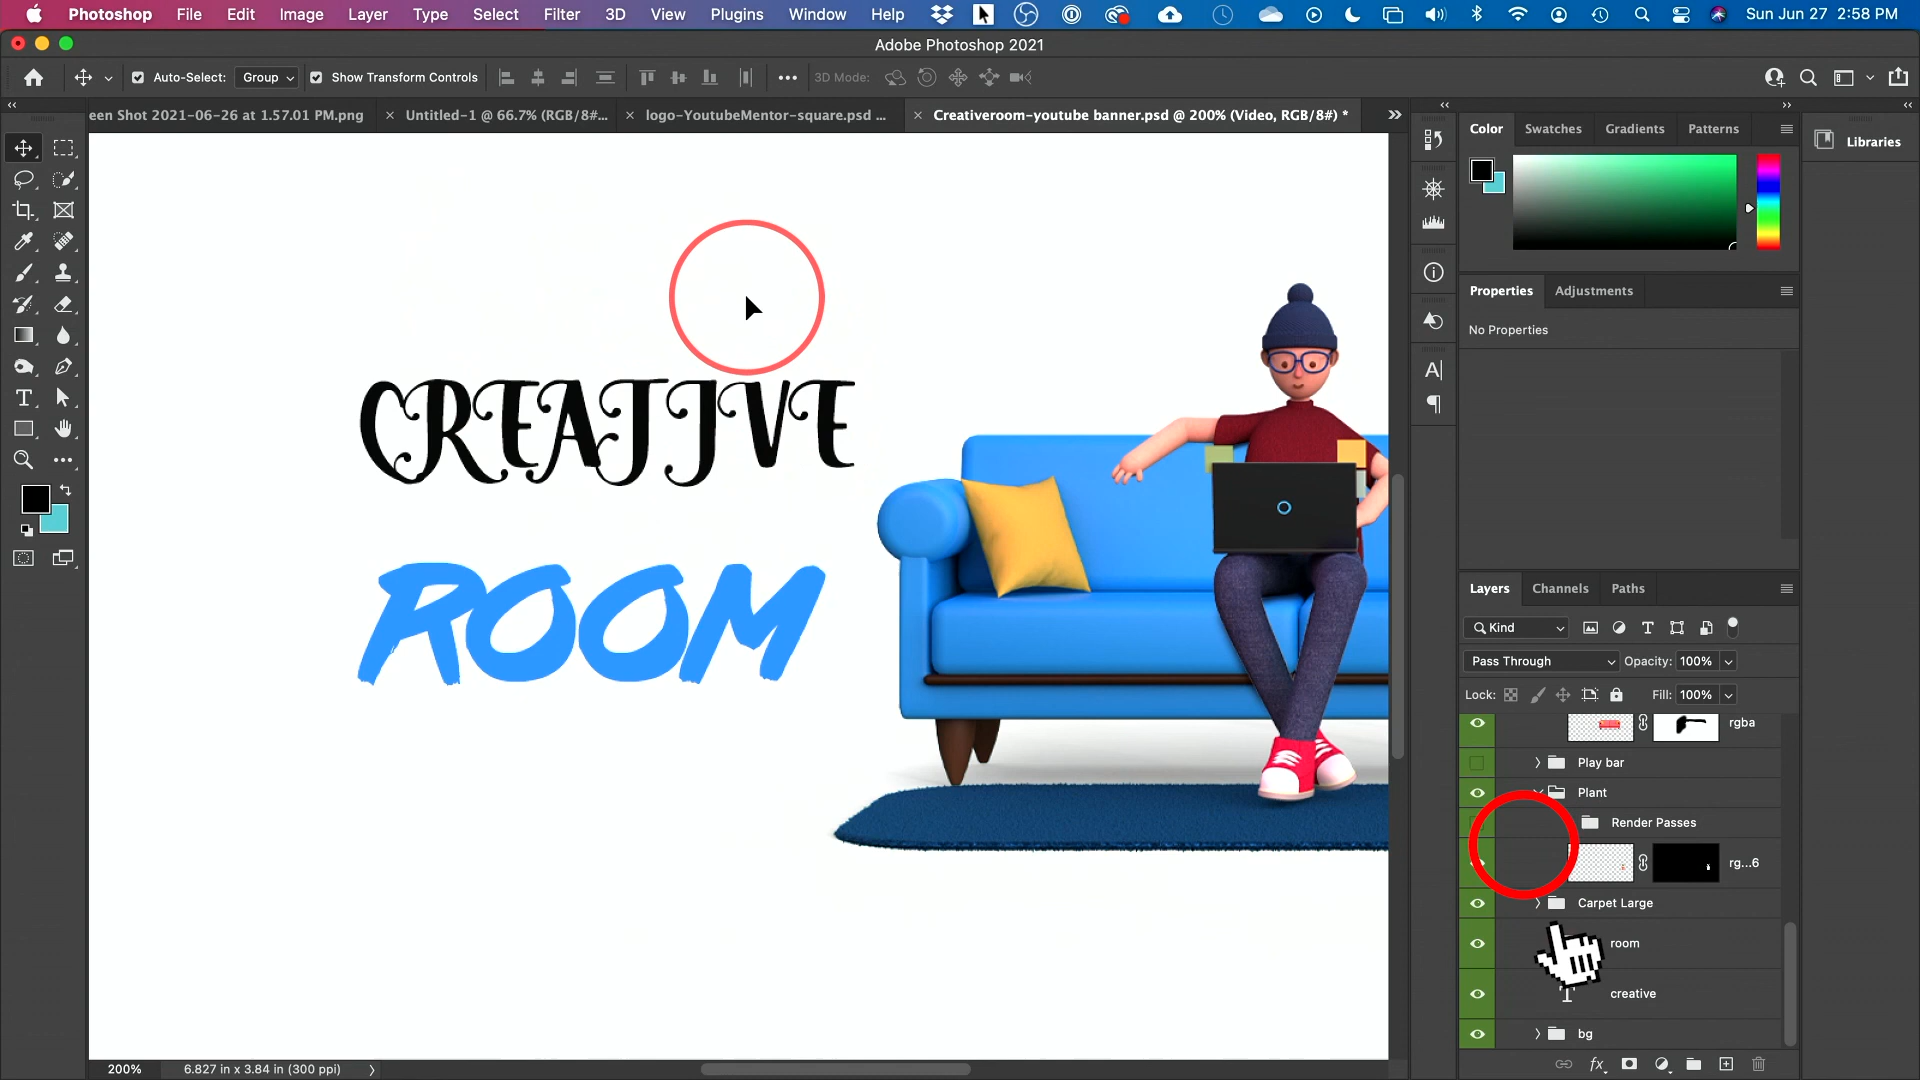 Photoshop File Edit Image Layer Type Select Filter 3D View Plugins Window Help Sun Jun 27 2:58 PM
Adobe Photoshop 2021
Auto-Select: Group Show Transform Controls 3D Mode:
een Shot 2021-06-26 at 1.57.01 PM.png × Untitled-1 @ 66.7% (RGB/8#... × logo-YoutubeMentor-square.psd ... × Creativeroom-youtube banner.psd @ 200% (Video, RGB/8#) *
Color Swatches Gradients Patterns
Libraries
Properties Adjustments
No Properties
CREATIVE
ROOM
Layers Channels Paths
Kind
Pass Through Opacity: 100%
Lock: Fill: 100%
rgba
Play bar
Plant
Render Passes
rg...6
Carpet Large
room
creative
bg
200% 6.827 in x 3.84 in (300 ppi)